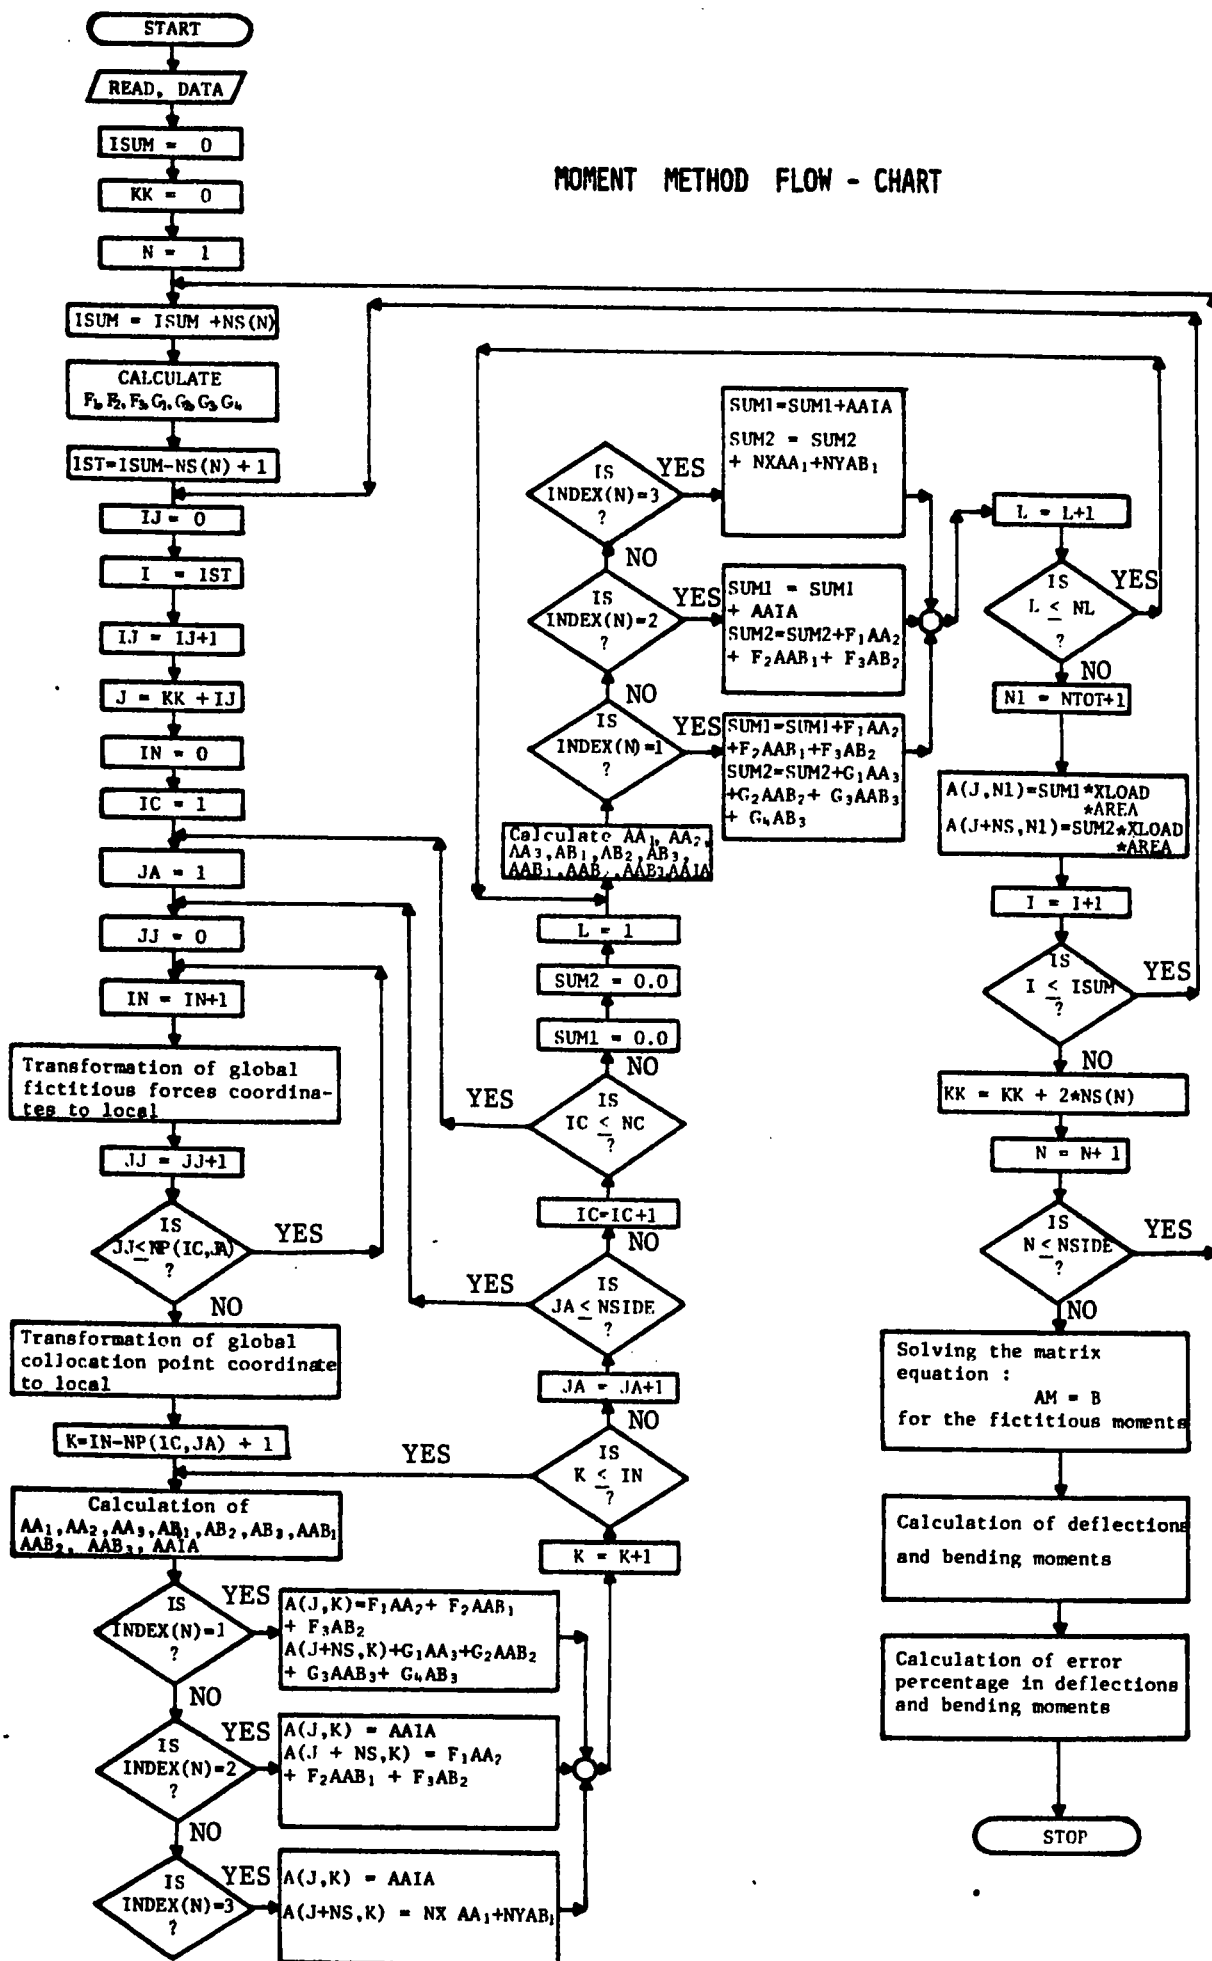 START
READ, DATA
ISUM = 0
KK = 0
N = 1
MOMENT METHOD FLOW - CHART
ISUM = ISUM +NS(N)
CALCULATE
F₁,F₂,F₃,G₁,G₂,G₃,G₄
IST=ISUM-NS(N) + 1
IJ = 0
I = IST
IJ = IJ+1
J = KK + IJ
IN = 0
IC = 1
JA = 1
JJ = 0
IN = IN+1
Transformation of global
fictitious forces coordina-
tes to local
JJ = JJ+1
IS
JJ≤NP(IC,JA)
?
YES
NO
Transformation of global
collocation point coordinate
to local
K=IN-NP(IC,JA) + 1
Calculation of
AA₁,AA₂,AA₃,AB₁,AB₂,AB₃,AAB₁
AAB₂, AAB₃, AAIA
IS
INDEX(N)=1
?
YES
A(J,K)=F₁AA₂+ F₂AAB₁
+ F₃AB₂
A(J+NS,K)+G₁AA₃+G₂AAB₂
+ G₃AAB₃+ G₄AB₃
NO
IS
INDEX(N)=2
?
YES
A(J,K) = AAIA
A(J + NS,K) = F₁AA₂
+ F₂AAB₁ + F₃AB₂
NO
IS
INDEX(N)=3
?
YES
A(J,K) = AAIA
A(J+NS,K) = NX AA₁+NYAB₁
K = K+1
IS
K ≤ IN
?
YES
NO
JA = JA+1
IS
JA ≤ NSIDE
?
YES
NO
IC=IC+1
IS
IC ≤ NC
?
YES
NO
SUM1 = 0.0
SUM2 = 0.0
L = 1
Calculate AA₁, AA₂,
AA₃,AB₁,AB₂,AB₃,
AAB₁,AAB₂,AAB₃,AAIA
IS
INDEX(N)=1
?
YES
SUM1=SUM1+F₁AA₂
+F₂AAB₁+F₃AB₂
SUM2=SUM2+G₁AA₃
+G₂AAB₂+ G₃AAB₃
+ G₄AB₃
NO
IS
INDEX(N)=2
?
YES
SUM1 = SUM1
+ AAIA
SUM2=SUM2+F₁AA₂
+ F₂AAB₁+ F₃AB₂
NO
IS
INDEX(N)=3
?
YES
SUM1=SUM1+AAIA
SUM2 = SUM2
+ NXAA₁+NYAB₁
L = L+1
IS
L ≤ NL
?
YES
NO
N1 = NTOT+1
A(J,N1)=SUM1*XLOAD
*AREA
A(J+NS,N1)=SUM2*XLOAD
*AREA
I = I+1
IS
I ≤ ISUM
?
YES
NO
KK = KK + 2*NS(N)
N = N+ 1
IS
N ≤ NSIDE
?
YES
NO
Solving the matrix
equation :
AM = B
for the fictitious moments
Calculation of deflections
and bending moments
Calculation of error
percentage in deflections
and bending moments
STOP